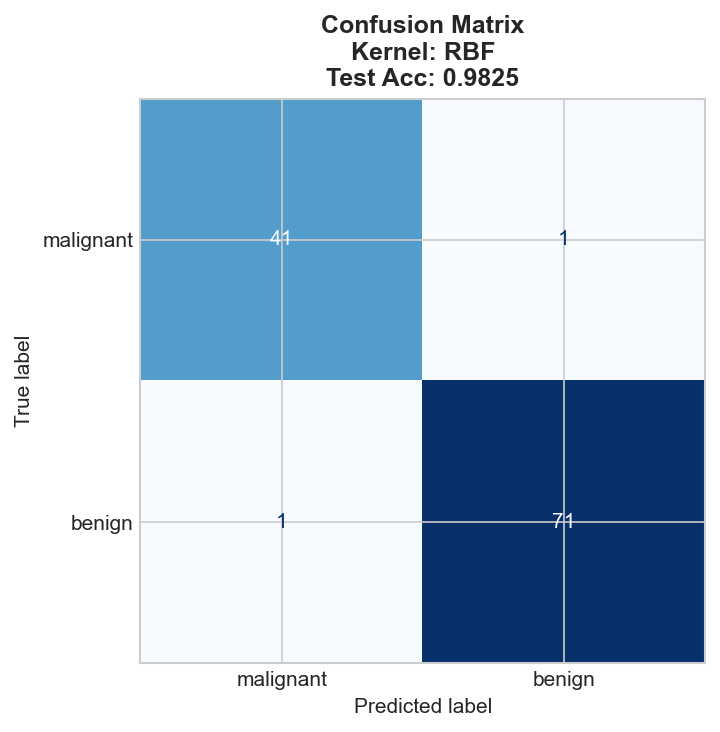 Confusion Matrix
Kernel: RBF
Test Acc: 0.9825
malignant
41
1
True label
benign
1
71
malignant
benign
Predicted label